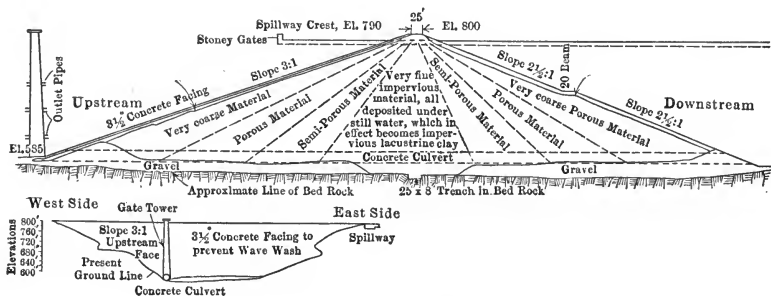 25'
Spillway Crest, El. 790
El. 800
Stoney Gates
Slope 3:1
Slope 2½:1
20 Beam
Outlet Pipes
Upstream
3½" Concrete Facing
Very coarse Material
Porous Material
Semi-Porous Material
Very fine
impervious
material, all
deposited under
still water, which in
effect becomes imper-
vious lacustrine clay
Semi-Porous Material
Porous Material
Very coarse Porous Material
Slope 2½:1
Downstream
El.585
Concrete Culvert
Gravel
Gravel
Approximate Line of Bed Rock
25 x 8 Trench in Bed Rock
West Side
Gate Tower
East Side
Elevations
800'
760
720
680
640
600
Slope 3:1
Upstream
Face
3½" Concrete Facing to
prevent Wave Wash
Spillway
Present
Ground Line
Concrete Culvert